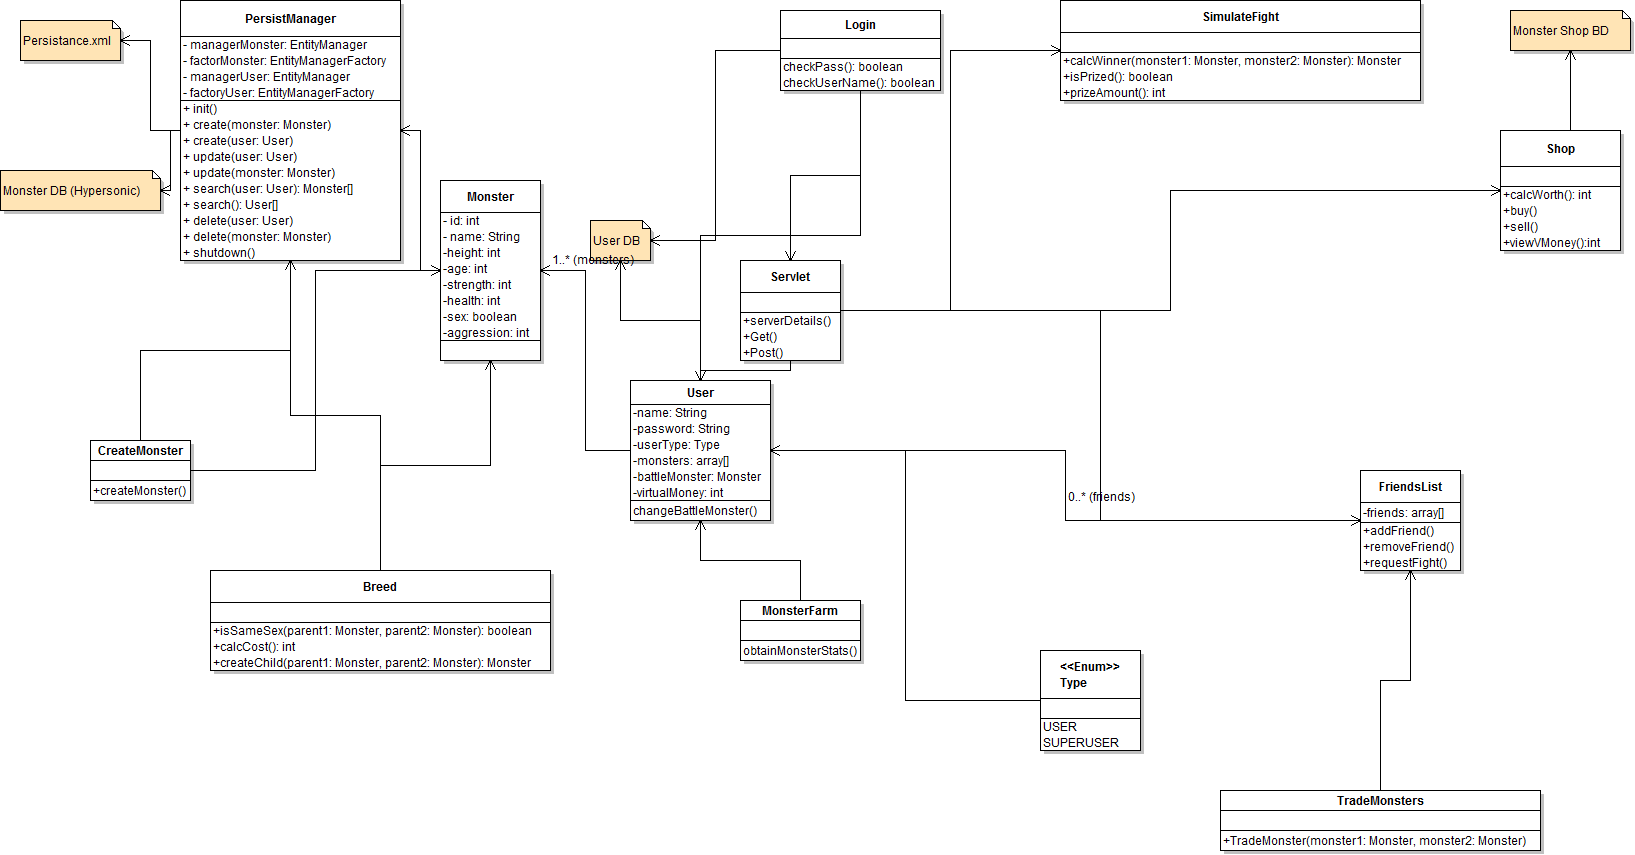 Persistance.xml
Monster DB (Hypersonic)
PersistManager
- managerMonster: EntityManager
- factorMonster: EntityManagerFactory
- managerUser: EntityManager
- factoryUser: EntityManagerFactory
+ init()
+ create(monster: Monster)
+ create(user: User)
+ update(user: User)
+ update(monster: Monster)
+ search(user: User): Monster[]
+ search(): User[]
+ delete(user: User)
+ delete(monster: Monster)
+ shutdown()
Monster
- id: int
- name: String
-height: int
-age: int
-strength: int
-health: int
-sex: boolean
-aggression: int
1..* (monsters)
User DB
Login
checkPass(): boolean
checkUserName(): boolean
SimulateFight
+calcWinner(monster1: Monster, monster2: Monster): Monster
+isPrized(): boolean
+prizeAmount(): int
Monster Shop BD
Shop
+calcWorth(): int
+buy()
+sell()
+viewVMoney():int
Servlet
+serverDetails()
+Get()
+Post()
User
-name: String
-password: String
-userType: Type
-monsters: array[]
-battleMonster: Monster
-virtualMoney: int
changeBattleMonster()
CreateMonster
+createMonster()
0..* (friends)
FriendsList
-friends: array[]
+addFriend()
+removeFriend()
+requestFight()
Breed
+isSameSex(parent1: Monster, parent2: Monster): boolean
+calcCost(): int
+createChild(parent1: Monster, parent2: Monster): Monster
MonsterFarm
obtainMonsterStats()
<<Enum>>
Type
USER
SUPERUSER
TradeMonsters
+TradeMonster(monster1: Monster, monster2: Monster)